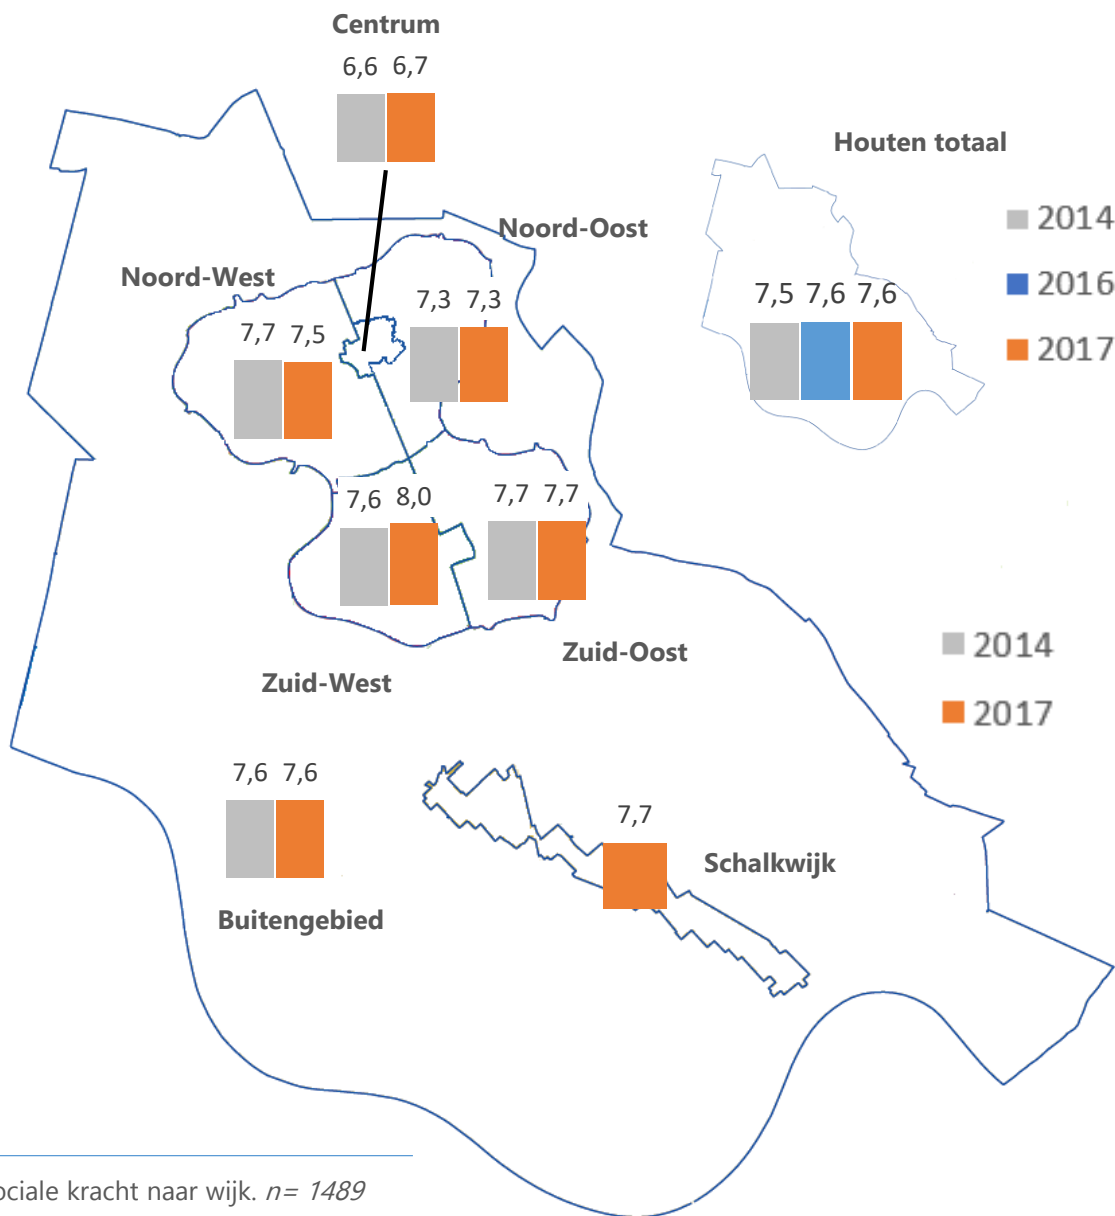 Centrum
6,6 6,7
Houten totaal
2014
2016
2017
7,5 7,6 7,6
Noord-Oost
7,3 7,3
Noord-West
7,7 7,5
7,6 8,0
7,7 7,7
Zuid-Oost
Zuid-West
2014
2017
7,6 7,6
Buitengebied
7,7
Schalkwijk
ociale kracht naar wijk. n= 1489